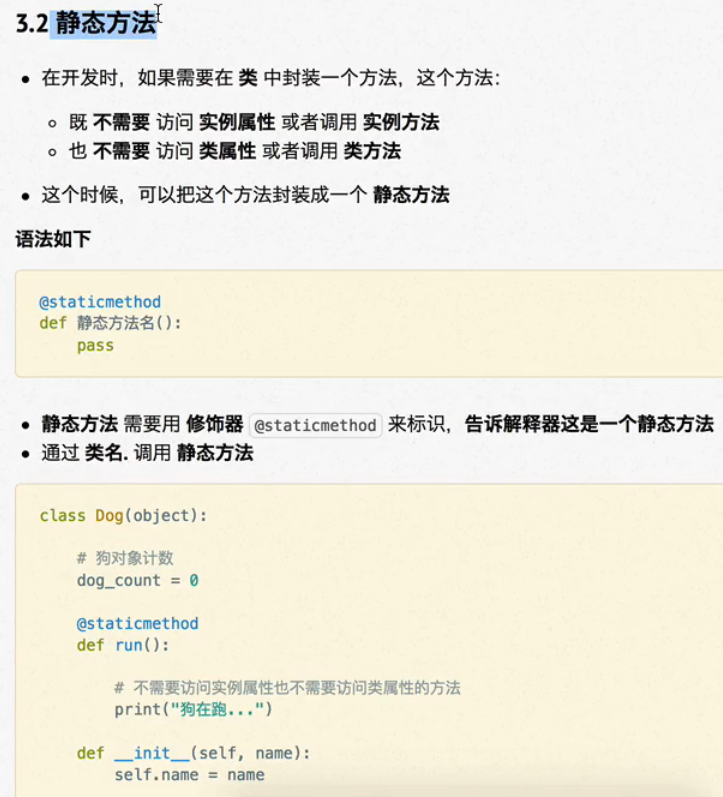 3.2 静态方法
在开发时，如果需要在 类 中封装一个方法，这个方法：
既 不需要 访问 实例属性 或者调用 实例方法
也 不需要 访问 类属性 或者调用 类方法
这个时候，可以把这个方法封装成一个 静态方法
语法如下
@staticmethod
def 静态方法名():
pass
静态方法 需要用 修饰器 @staticmethod 来标识，告诉解释器这是一个静态方法
通过 类名. 调用 静态方法
class Dog(object):
# 狗对象计数
dog_count = 0
@staticmethod
def run():
# 不需要访问实例属性也不需要访问类属性的方法
print("狗在跑...")
def __init__(self, name):
self.name = name